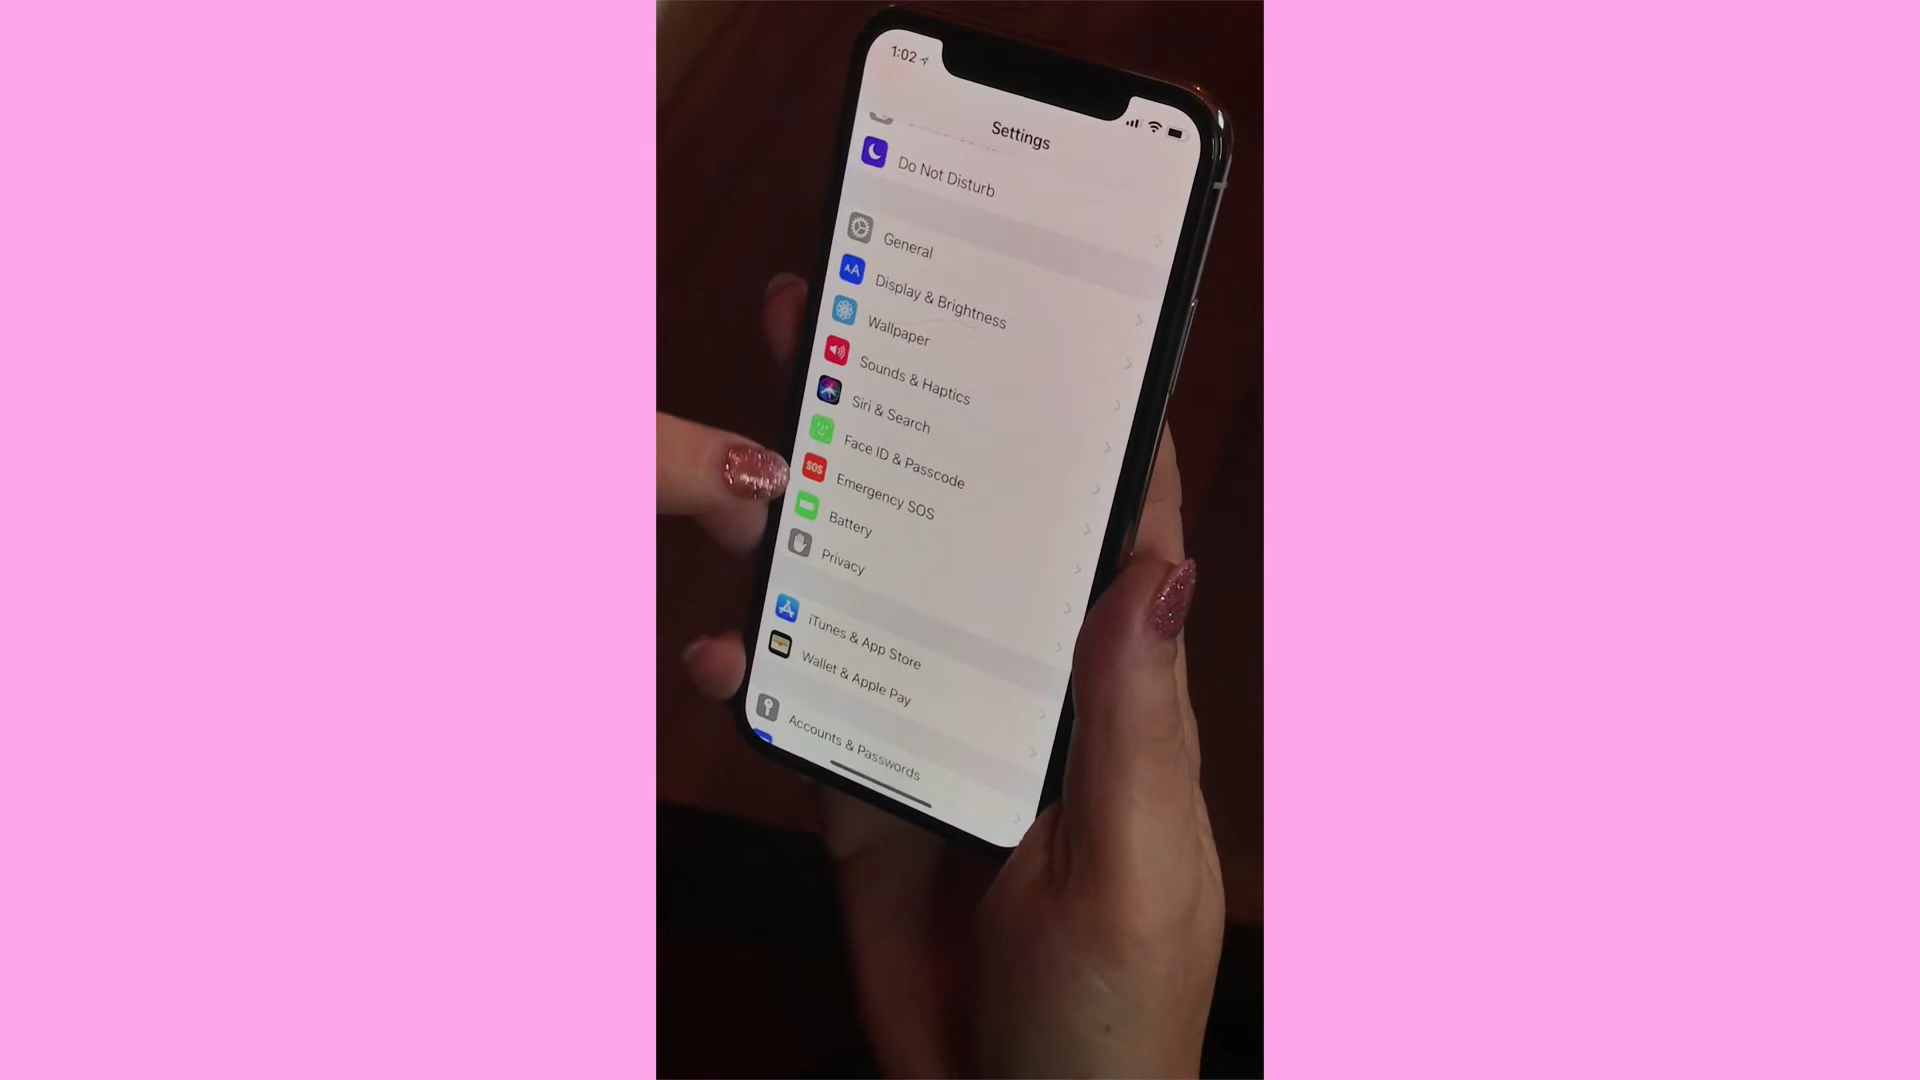 1:02
Settings
Do Not Disturb
General
AA
Display & Brightness
Wallpaper
Sounds & Haptics
Siri & Search
Face ID & Passcode
SOS
Emergency SOS
Battery
Privacy
iTunes & App Store
Wallet & Apple Pay
Accounts & Passwords